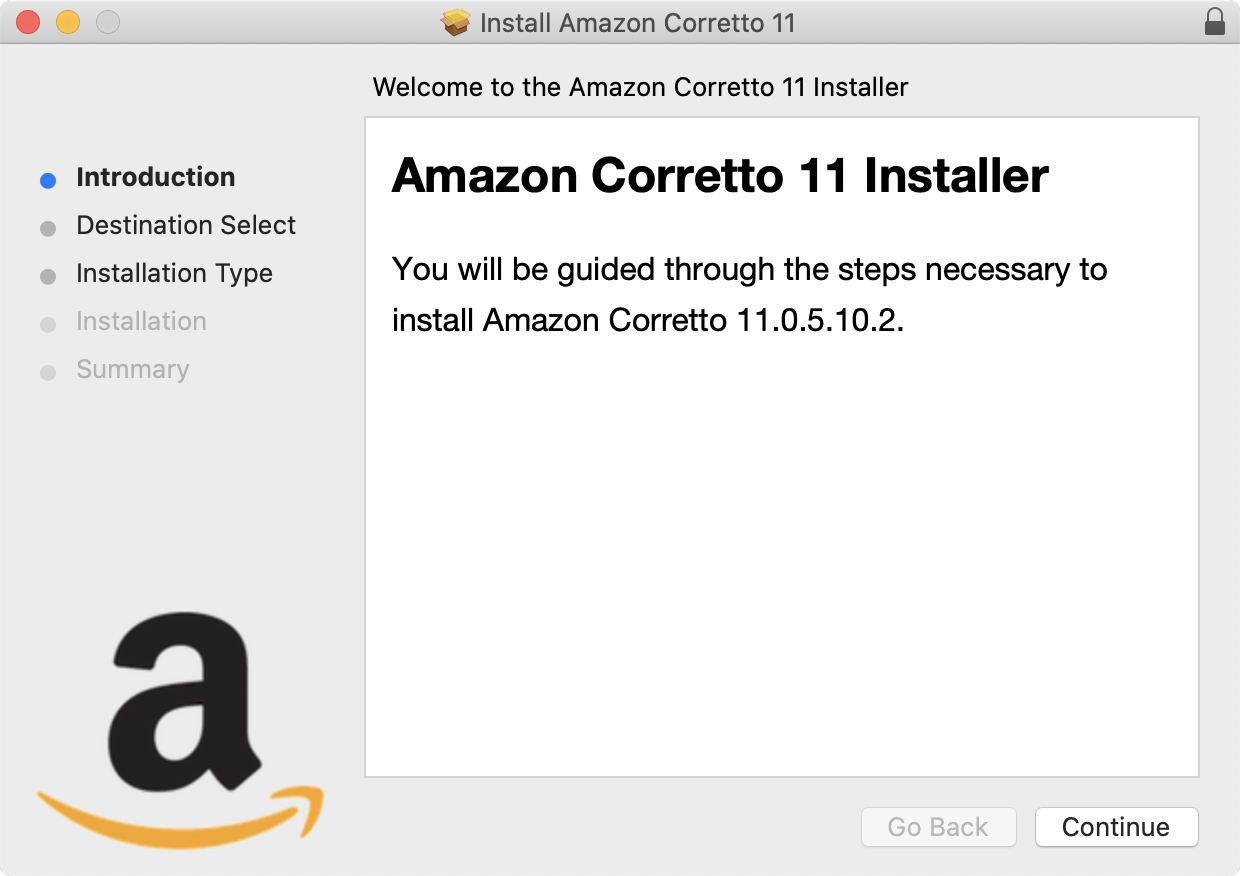 Install Amazon Corretto 11
Welcome to the Amazon Corretto 11 Installer
Introduction
Destination Select
Installation Type
Installation
Summary
Amazon Corretto 11 Installer
You will be guided through the steps necessary to
install Amazon Corretto 11.0.5.10.2.
a
Go Back
Continue